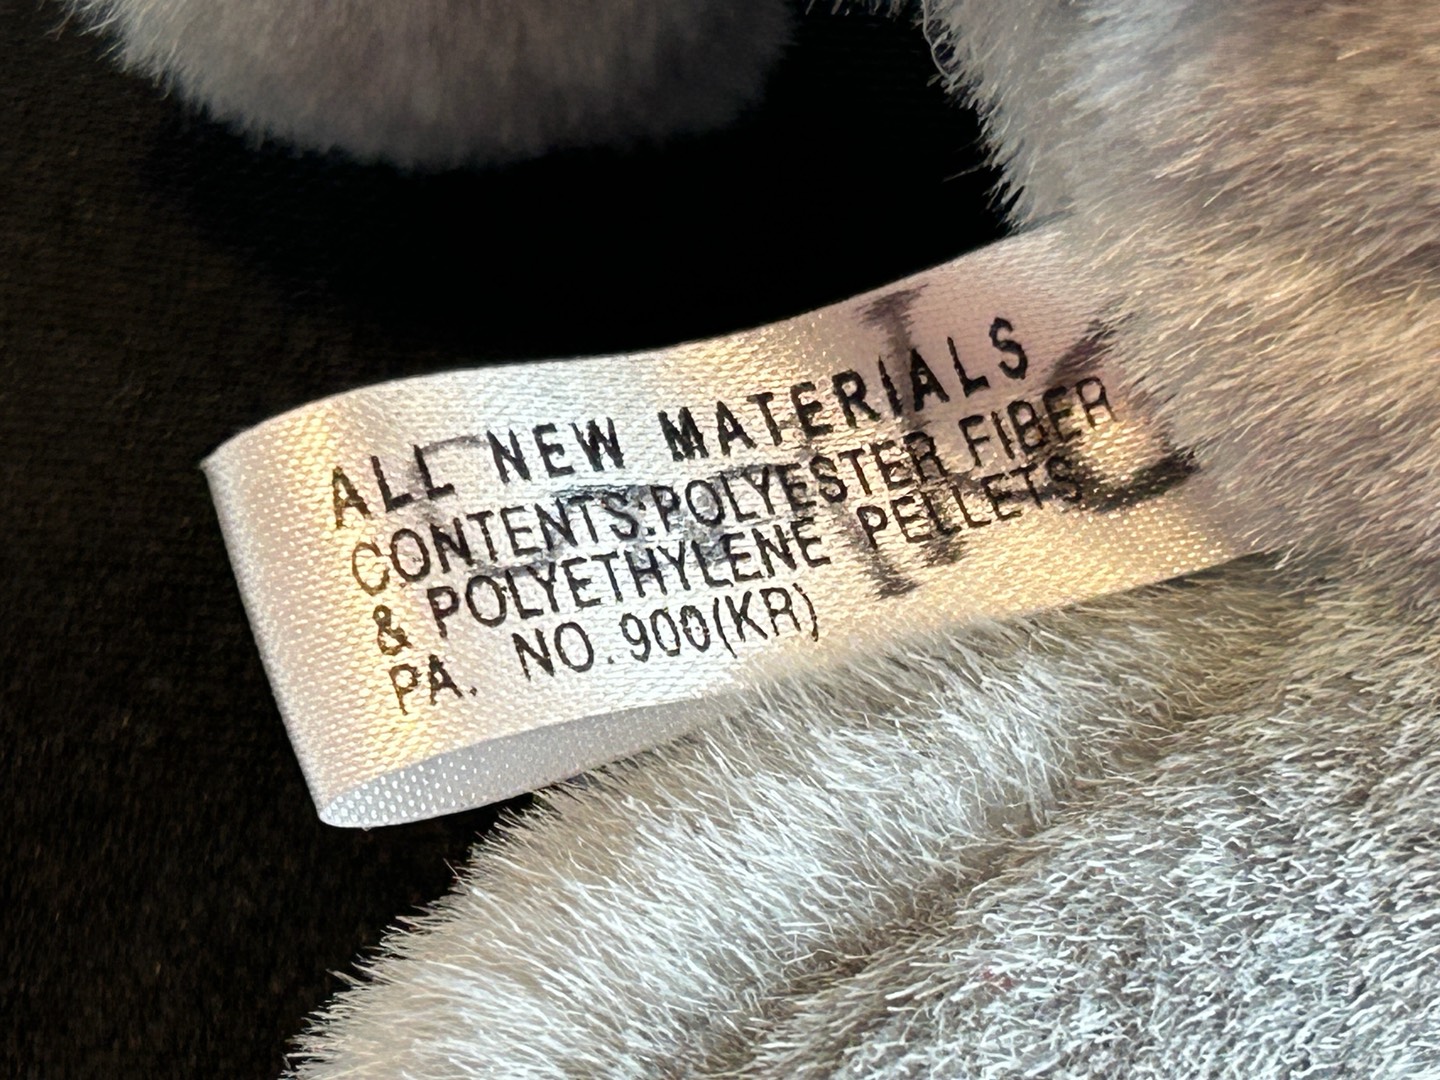 ALL NEW MATERIALS
CONTENTS:POLYESTER FIBER
& POLYETHYLENE PELLETS
PA. NO.900(KR)